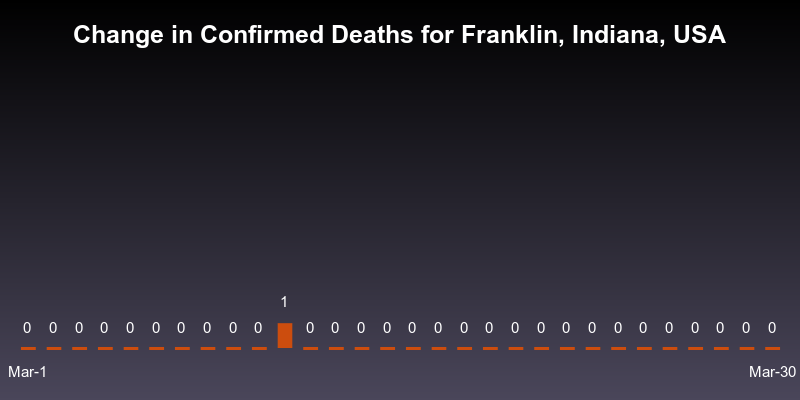 Change in Confirmed Deaths for Franklin, Indiana, USA
1
0 0 0 0 0 0 0 0 0 0 0 0 0 0 0 0 0 0 0 0 0 0 0 0 0 0 0 0 0
Mar-1 Mar-30